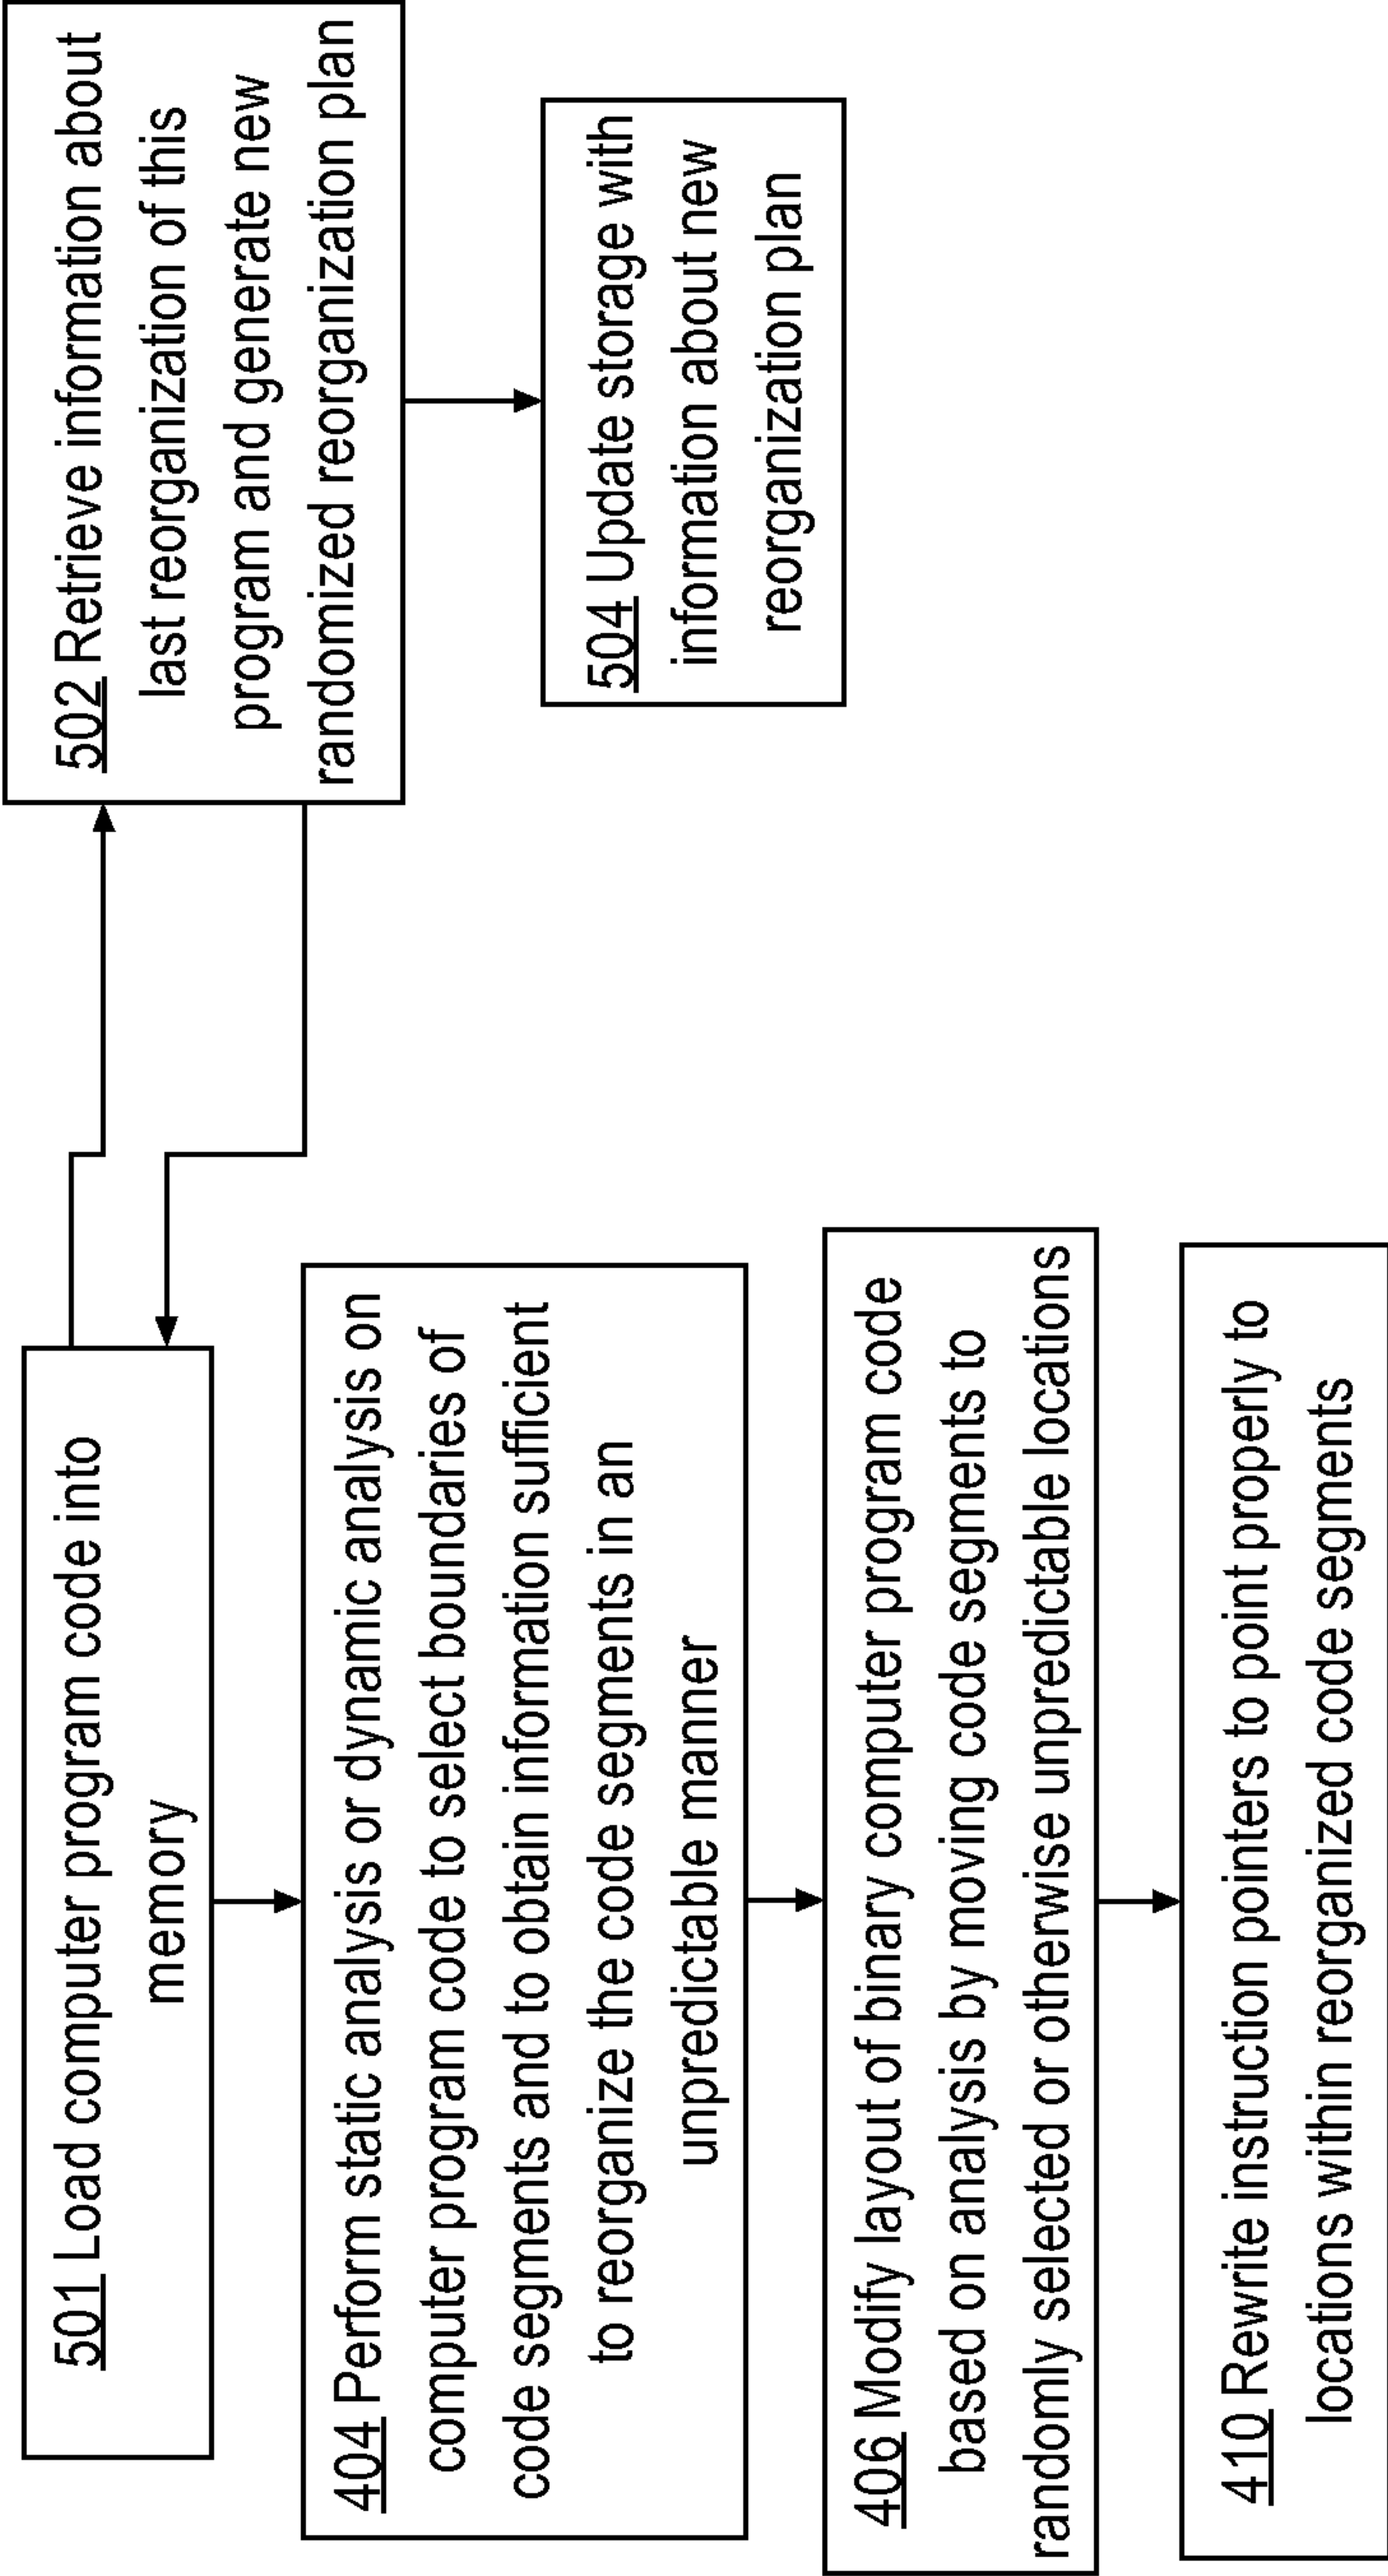 501 Load computer program code into
memory
502 Retrieve information about
last reorganization of this
program and generate new
randomized reorganization plan
504 Update storage with
information about new
reorganization plan
404 Perform static analysis or dynamic analysis on
computer program code to select boundaries of
code segments and to obtain information sufficient
to reorganize the code segments in an
unpredictable manner
406 Modify layout of binary computer program code
based on analysis by moving code segments to
randomly selected or otherwise unpredictable locations
410 Rewrite instruction pointers to point properly to
locations within reorganized code segments